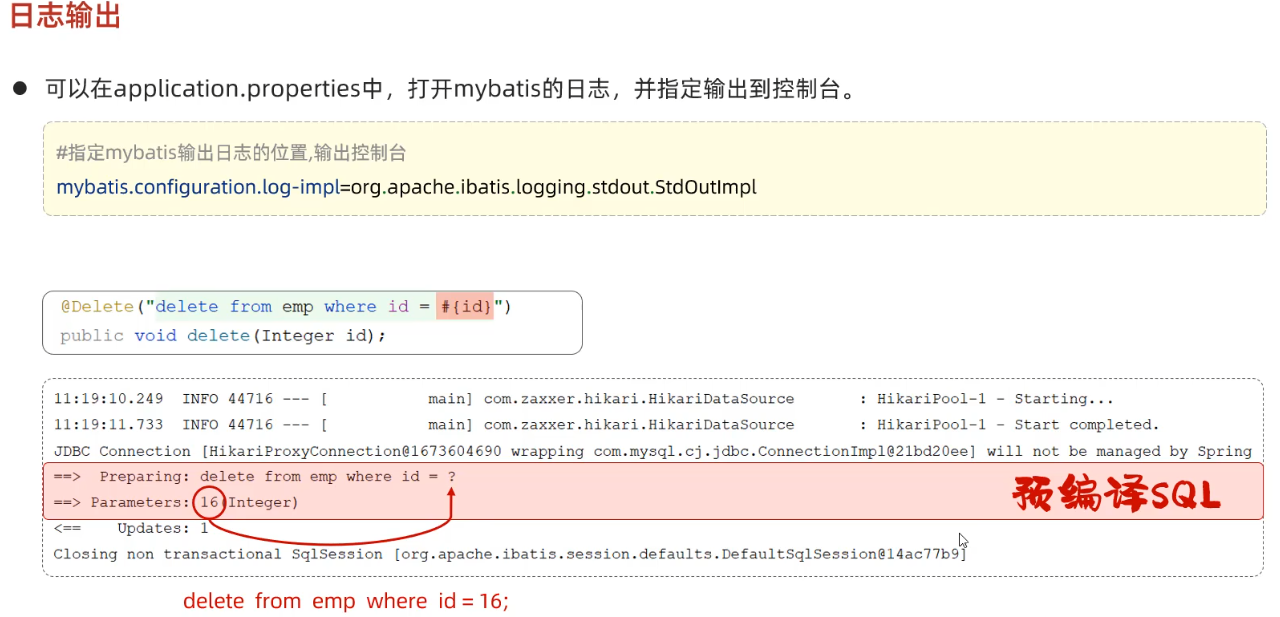 日志输出
● 可以在application.properties中，打开mybatis的日志，并指定输出到控制台。
#指定mybatis输出日志的位置,输出控制台
mybatis.configuration.log-impl=org.apache.ibatis.logging.stdout.StdOutImpl
@Delete("delete from emp where id = #{id}")
public void delete(Integer id);
11:19:10.249  INFO 44716 --- [           main] com.zaxxer.hikari.HikariDataSource       : HikariPool-1 - Starting...
11:19:11.733  INFO 44716 --- [           main] com.zaxxer.hikari.HikariDataSource       : HikariPool-1 - Start completed.
JDBC Connection [HikariProxyConnection@1673604690 wrapping com.mysql.cj.jdbc.ConnectionImpl@21bd20ee] will not be managed by Spring
==>  Preparing: delete from emp where id = ?
==> Parameters: 16(Integer)
预编译SQL
<==    Updates: 1
Closing non transactional SqlSession [org.apache.ibatis.session.defaults.DefaultSqlSession@14ac77b9]
delete from emp where id = 16;